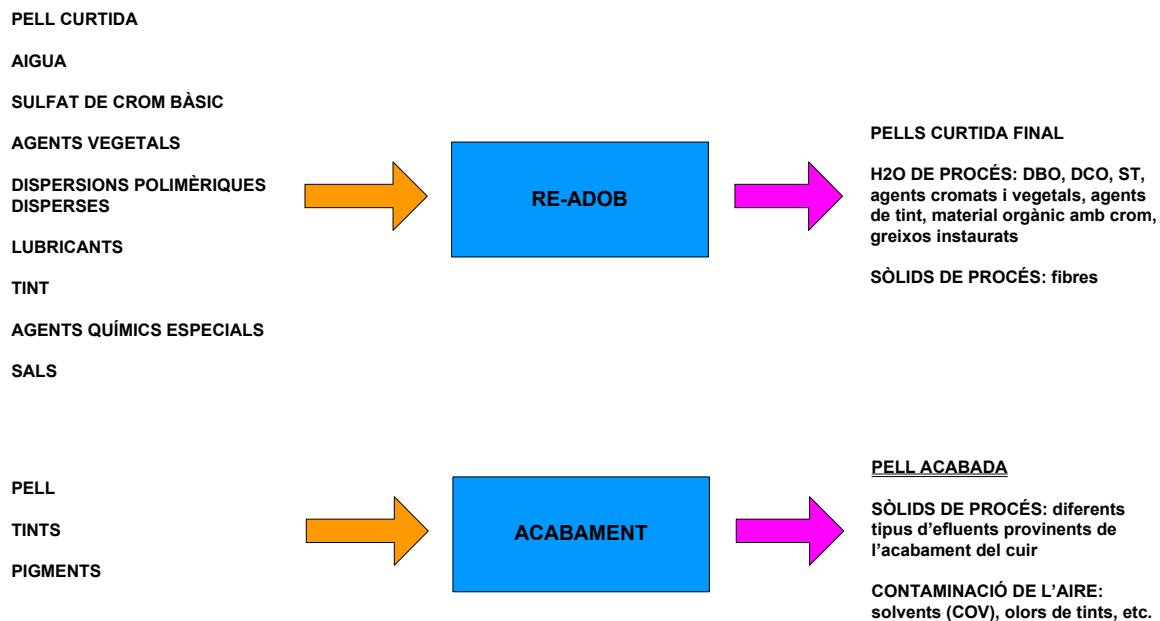 PELL CURTIDA
AIGUA
SULFAT DE CROM BÀSIC
AGENTS VEGETALS
DISPERSIONS POLIMÈRIQUES
DISPERSES
LUBRICANTS
TINT
AGENTS QUÍMICS ESPECIALS
SALS
RE-ADOB
PELLS CURTIDA FINAL
H2O DE PROCÉS: DBO, DCO, ST,
agents cromats i vegetals, agents
de tint, material orgànic amb crom,
greixos instaurats
SÒLIDS DE PROCÉS: fibres
PELL
TINTS
PIGMENTS
ACABAMENT
PELL ACABADA
SÒLIDS DE PROCÉS: diferents
tipus d’efluents provinents de
l’acabament del cuir
CONTAMINACIÓ DE L’AIRE:
solvents (COV), olors de tints, etc.